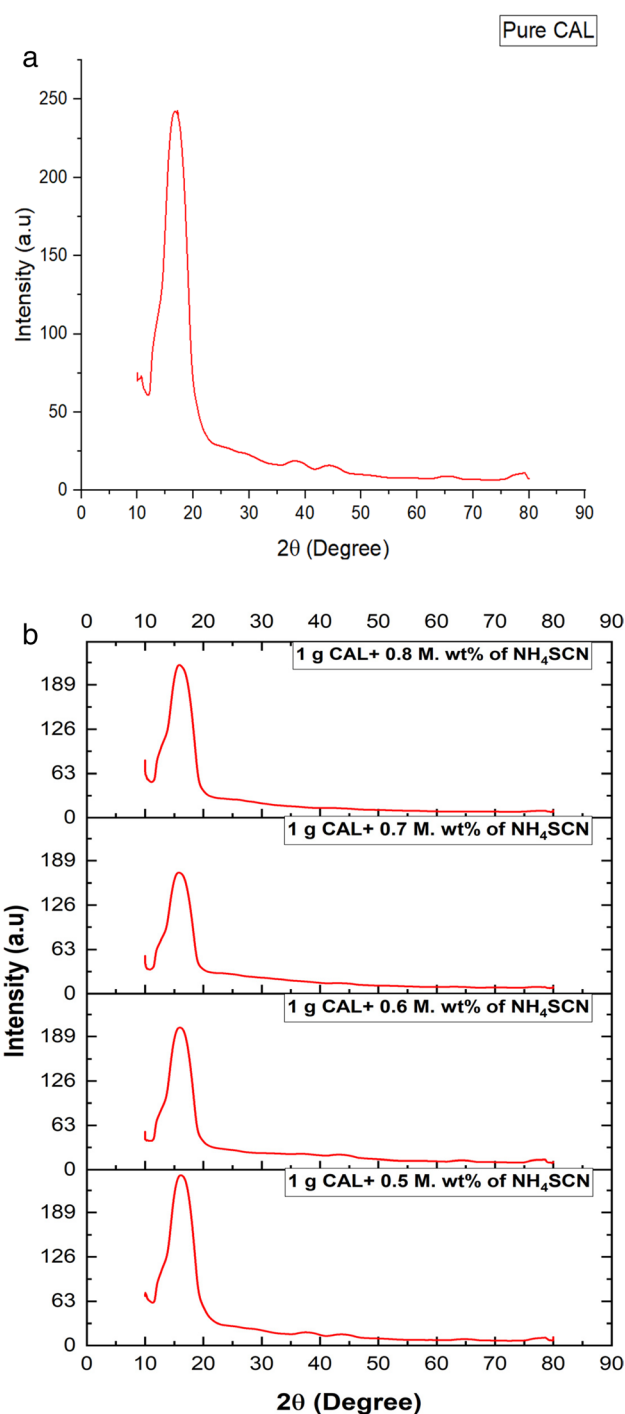 Pure CAL
a
250
200
150
100
50
0
0 10 20 30 40 50 60 70 80 90
Intensity (a.u)
2θ (Degree)
b
0 10 20 30 40 50 60 70 80 90
1 g CAL+ 0.8 M. wt% of NH₄SCN
189
126
63
0
1 g CAL+ 0.7 M. wt% of NH₄SCN
189
126
63
0
1 g CAL+ 0.6 M. wt% of NH₄SCN
189
126
63
0
1 g CAL+ 0.5 M. wt% of NH₄SCN
189
126
63
0
Intensity (a.u)
0 10 20 30 40 50 60 70 80 90
2θ (Degree)